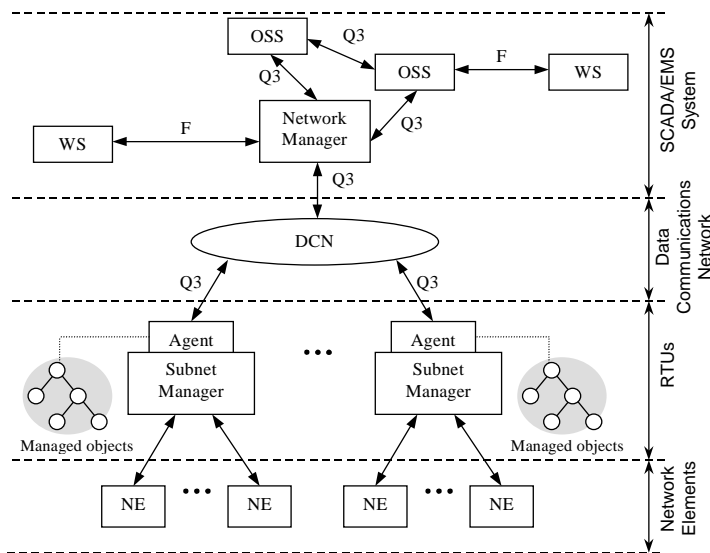 OSS
Q3
OSS
F
WS
Q3
Network
Manager
Q3
WS
F
Q3
SCADA/EMS
System
DCN
Data
Communications
Network
Q3
Q3
Agent
Subnet
Manager
Managed objects
•••
Agent
Subnet
Manager
Managed objects
RTUs
NE
•••
NE
NE
•••
NE
Network
Elements